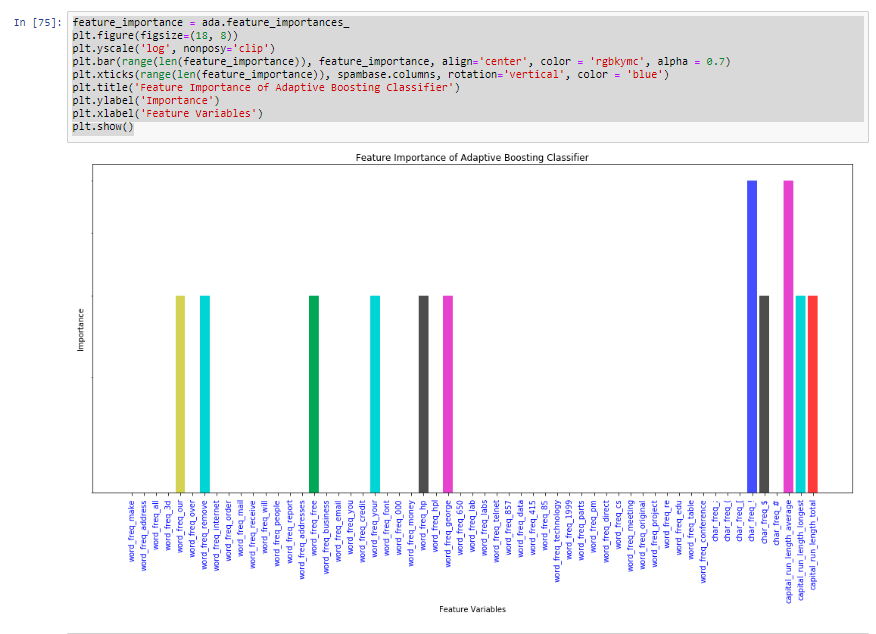 In [75]:
feature_importance = ada.feature_importances_
plt.figure(figsize=(18, 8))
plt.yscale('log', nonposy='clip')
plt.bar(range(len(feature_importance)), feature_importance, align='center', color = 'rgbkymc', alpha = 0.7)
plt.xticks(range(len(feature_importance)), spambase.columns, rotation='vertical', color = 'blue')
plt.title('Feature Importance of Adaptive Boosting Classifier')
plt.ylabel('Importance')
plt.xlabel('Feature Variables')
plt.show()
Feature Importance of Adaptive Boosting Classifier
Importance
word_freq_make
word_freq_address
word_freq_all
word_freq_3d
word_freq_our
word_freq_over
word_freq_remove
word_freq_internet
word_freq_order
word_freq_mail
word_freq_receive
word_freq_will
word_freq_people
word_freq_report
word_freq_addresses
word_freq_free
word_freq_business
word_freq_email
word_freq_you
word_freq_credit
word_freq_your
word_freq_font
word_freq_000
word_freq_money
word_freq_hp
word_freq_hpl
word_freq_george
word_freq_650
word_freq_lab
word_freq_labs
word_freq_telnet
word_freq_857
word_freq_data
word_freq_415
word_freq_85
word_freq_technology
word_freq_1999
word_freq_parts
word_freq_pm
word_freq_direct
word_freq_cs
word_freq_meeting
word_freq_original
word_freq_project
word_freq_re
word_freq_edu
word_freq_table
word_freq_conference
char_freq_;
char_freq_(
char_freq_[
char_freq_!
char_freq_$
char_freq_#
capital_run_length_average
capital_run_length_longest
capital_run_length_total
Feature Variables